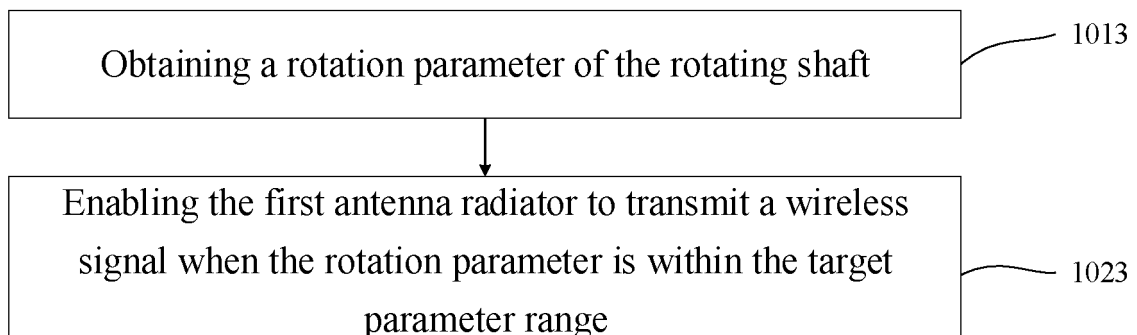 Obtaining a rotation parameter of the rotating shaft
1013
Enabling the first antenna radiator to transmit a wireless
signal when the rotation parameter is within the target
parameter range
1023